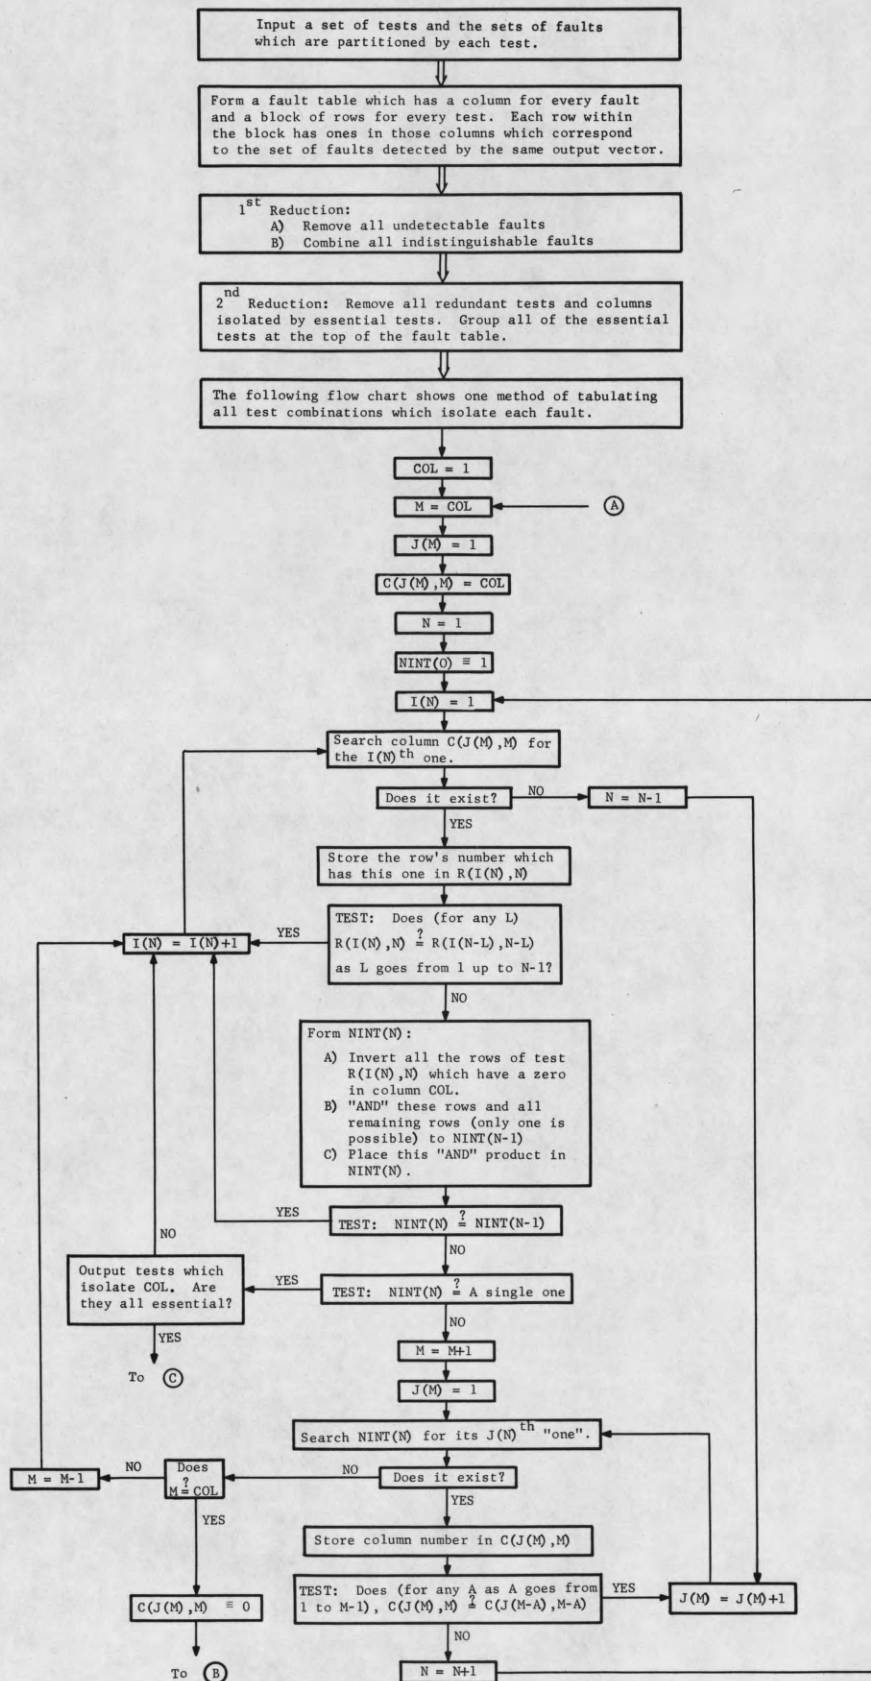 Input a set of tests and the sets of faults
which are partitioned by each test.
Form a fault table which has a column for every fault
and a block of rows for every test. Each row within
the block has ones in those columns which correspond
to the set of faults detected by the same output vector.
1st Reduction:
A) Remove all undetectable faults
B) Combine all indistinguishable faults
2nd Reduction: Remove all redundant tests and columns
isolated by essential tests. Group all of the essential
tests at the top of the fault table.
The following flow chart shows one method of tabulating
all test combinations which isolate each fault.
COL = 1
M = COL
A
J(M) = 1
C(J(M),M) = COL
N = 1
NINT(0) ≡ 1
I(N) = 1
Search column C(J(M),M) for
the I(N)th one.
Does it exist?
NO
N = N-1
YES
Store the row's number which
has this one in R(I(N),N)
TEST: Does (for any L)
R(I(N),N) ?= R(I(N-L),N-L)
as L goes from 1 up to N-1?
YES
I(N) = I(N)+1
NO
Form NINT(N):
A) Invert all the rows of test
R(I(N),N) which have a zero
in column COL.
B) "AND" these rows and all
remaining rows (only one is
possible) to NINT(N-1)
C) Place this "AND" product in
NINT(N).
YES
TEST: NINT(N) ?= NINT(N-1)
NO
NO
Output tests which
isolate COL. Are
they all essential?
YES
TEST: NINT(N) ?= A single one
YES
To C
NO
M = M+1
J(M) = 1
Search NINT(N) for its J(N)th "one".
M = M-1
NO
Does
M ?= COL
NO
Does it exist?
YES
YES
Store column number in C(J(M),M)
C(J(M),M) ≡ 0
TEST: Does (for any A as A goes from
1 to M-1), C(J(M),M) ?= C(J(M-A),M-A)
YES
J(M) = J(M)+1
NO
To B
N = N+1